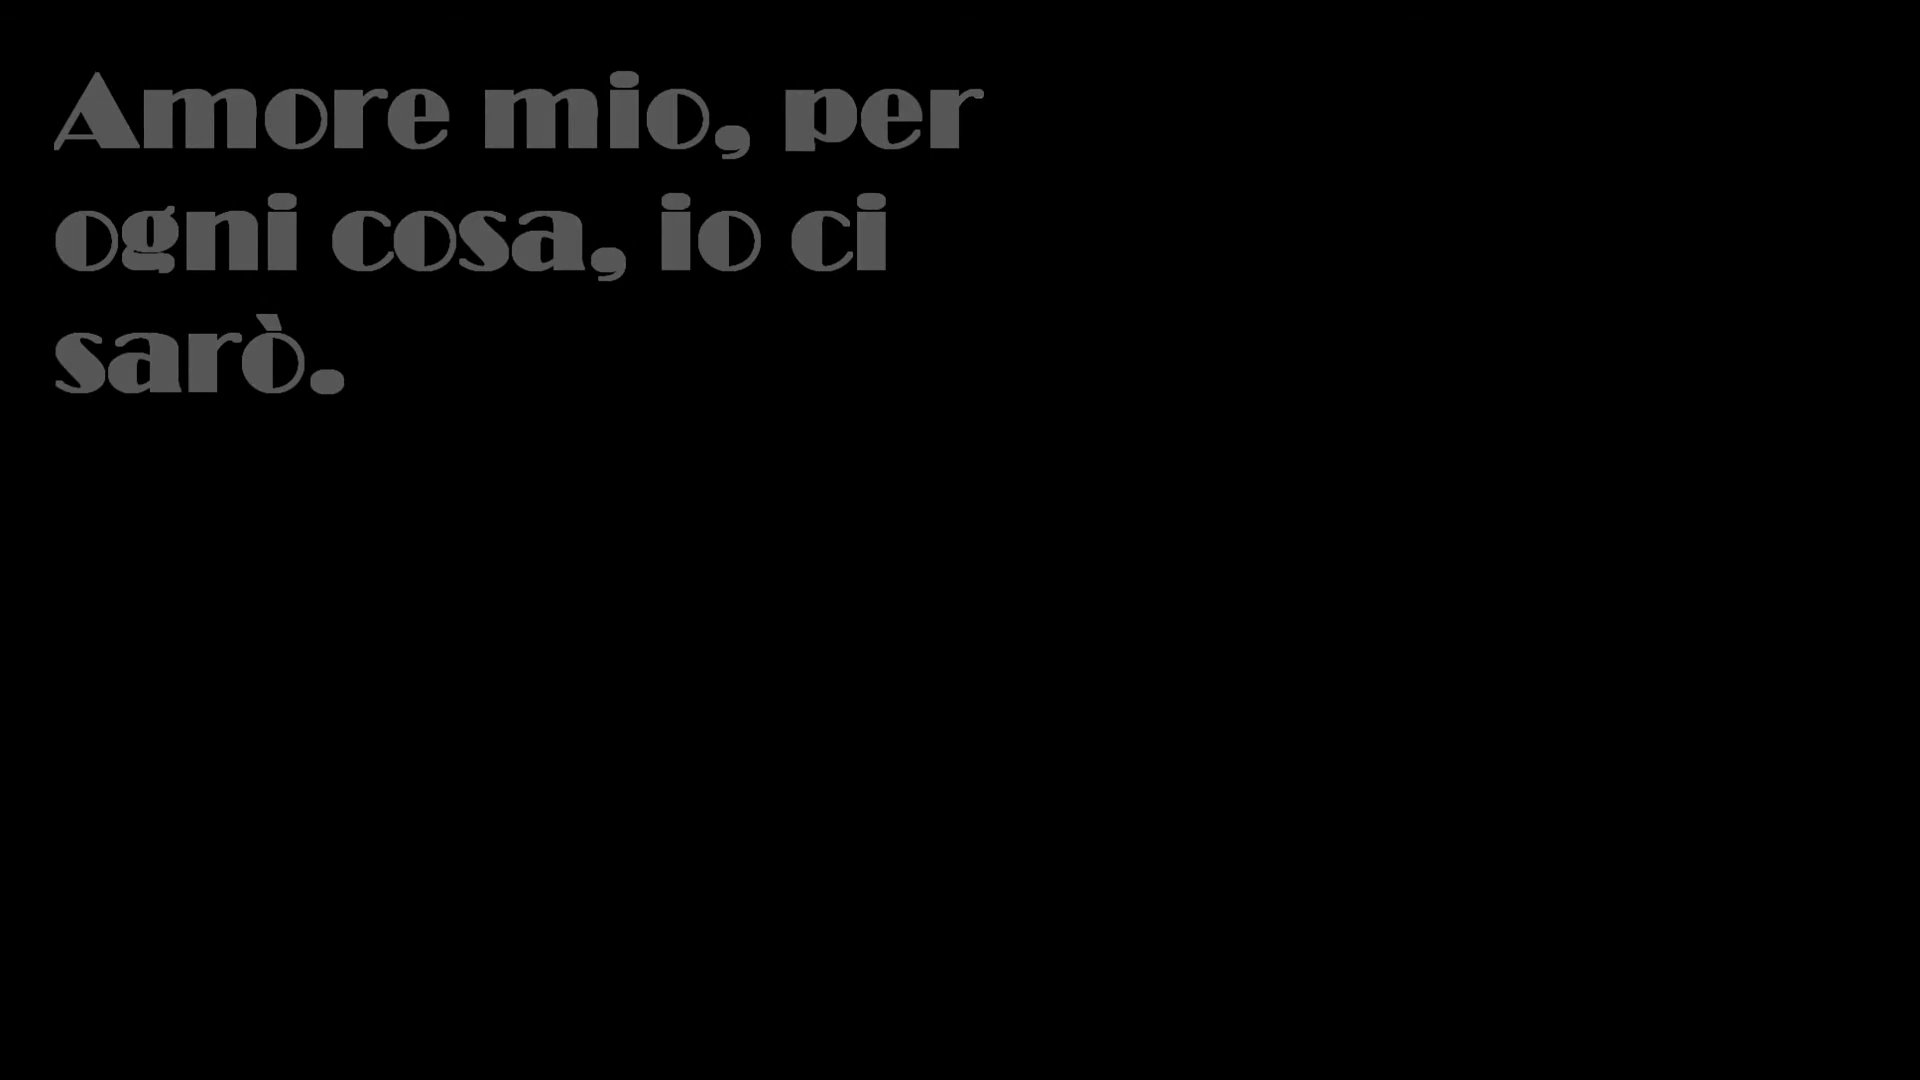 Amore mio, per
ogni cosa, io ci
sarò.